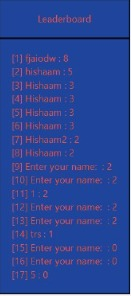 Leaderboard
[1] fjaiodw : 8
[2] hishaam : 5
[3] Hishaam : 3
[4] Hishaam : 3
[5] Hishaam : 3
[6] Hishaam : 3
[7] Hishaam2 : 2
[8] Hishaam : 2
[9] Enter your name: : 2
[10] Enter your name: : 2
[11] 1 : 2
[12] Enter your name: : 2
[13] Enter your name: : 2
[14] trs : 1
[15] Enter your name: : 0
[16] Enter your name: : 0
[17] 5 : 0